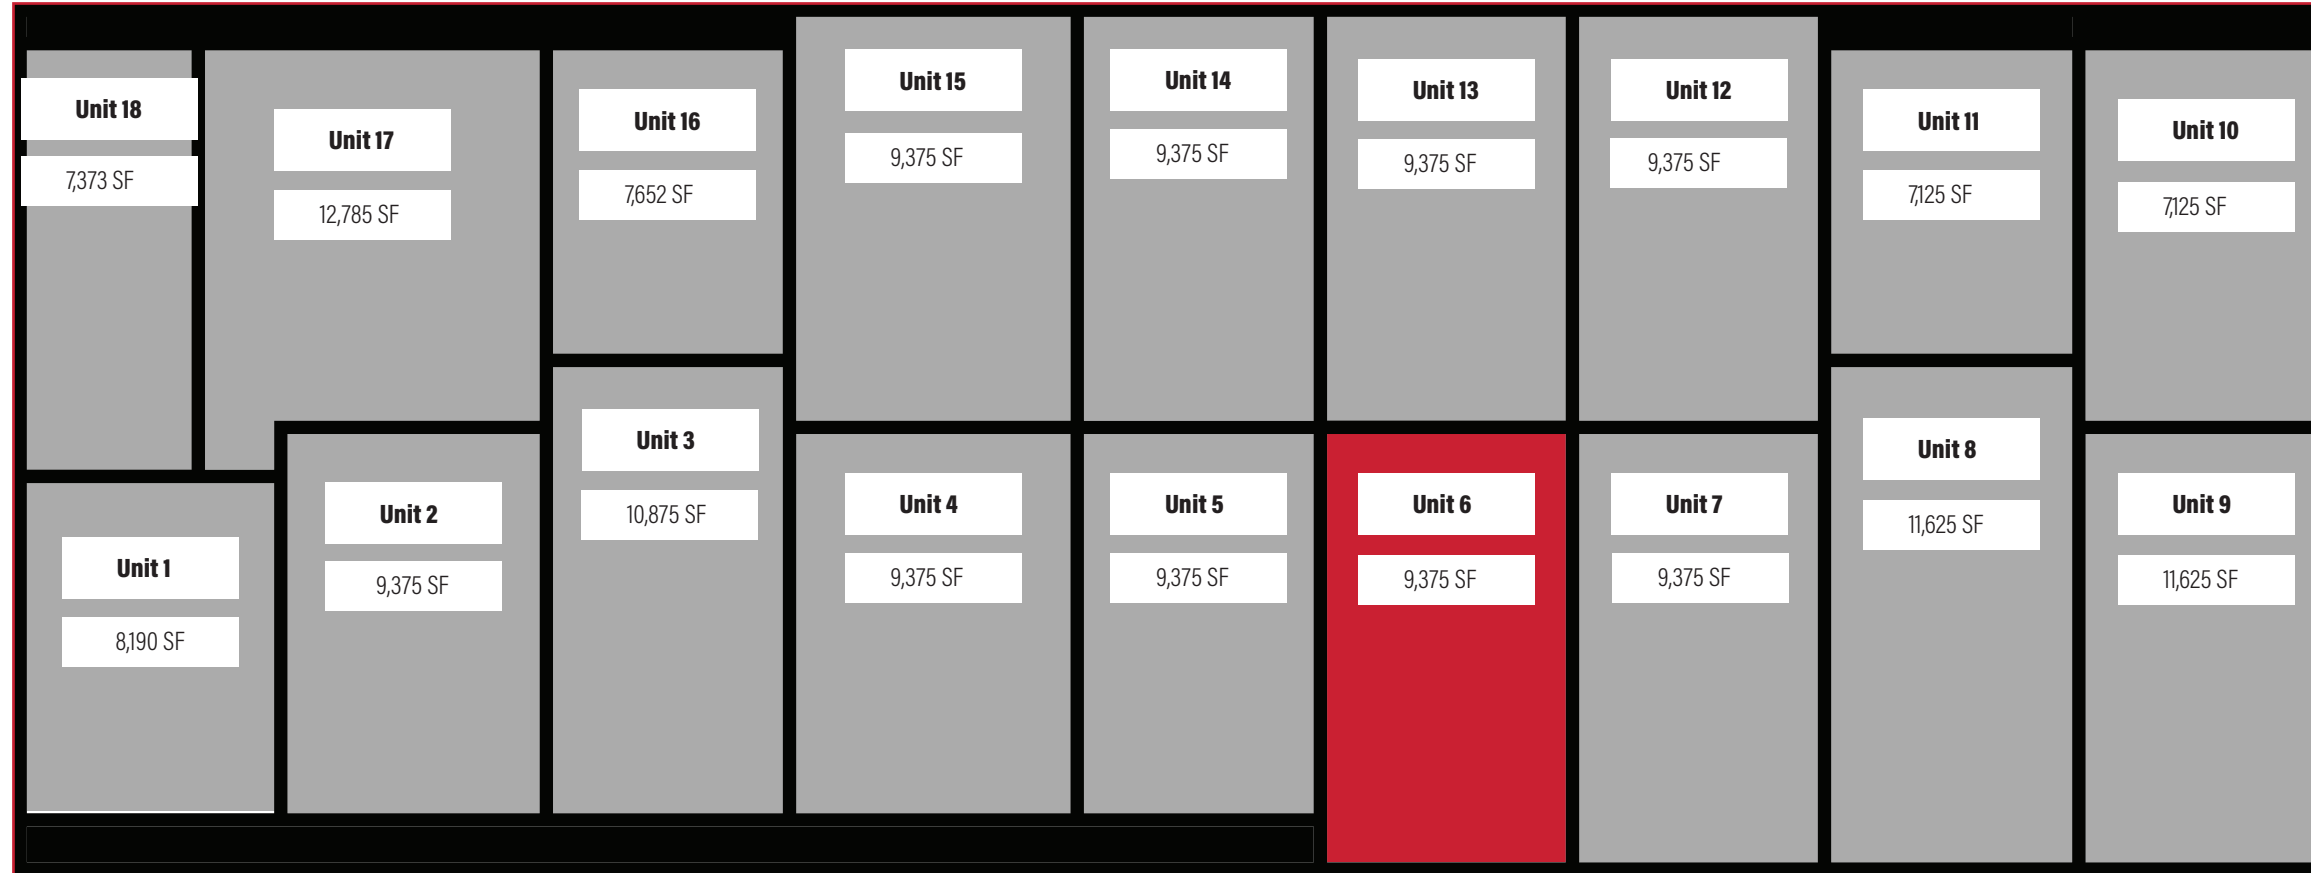 Unit 18
7,373 SF
Unit 17
12,785 SF
Unit 16
7,652 SF
Unit 15
9,375 SF
Unit 14
9,375 SF
Unit 13
9,375 SF
Unit 12
9,375 SF
Unit 11
7,125 SF
Unit 10
7,125 SF
Unit 1
8,190 SF
Unit 2
9,375 SF
Unit 3
10,875 SF
Unit 4
9,375 SF
Unit 5
9,375 SF
Unit 6
9,375 SF
Unit 7
9,375 SF
Unit 8
11,625 SF
Unit 9
11,625 SF